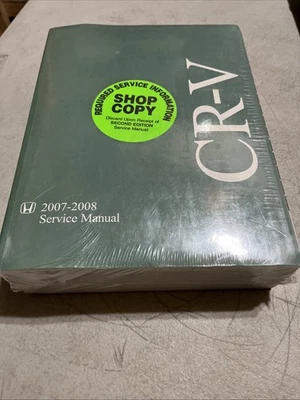 REQUIRED SERVICE INFORMATION
SHOP
COPY
Discard Upon Receipt of
SECOND EDITION
Service Manual
CR-V
2007-2008
Service Manual